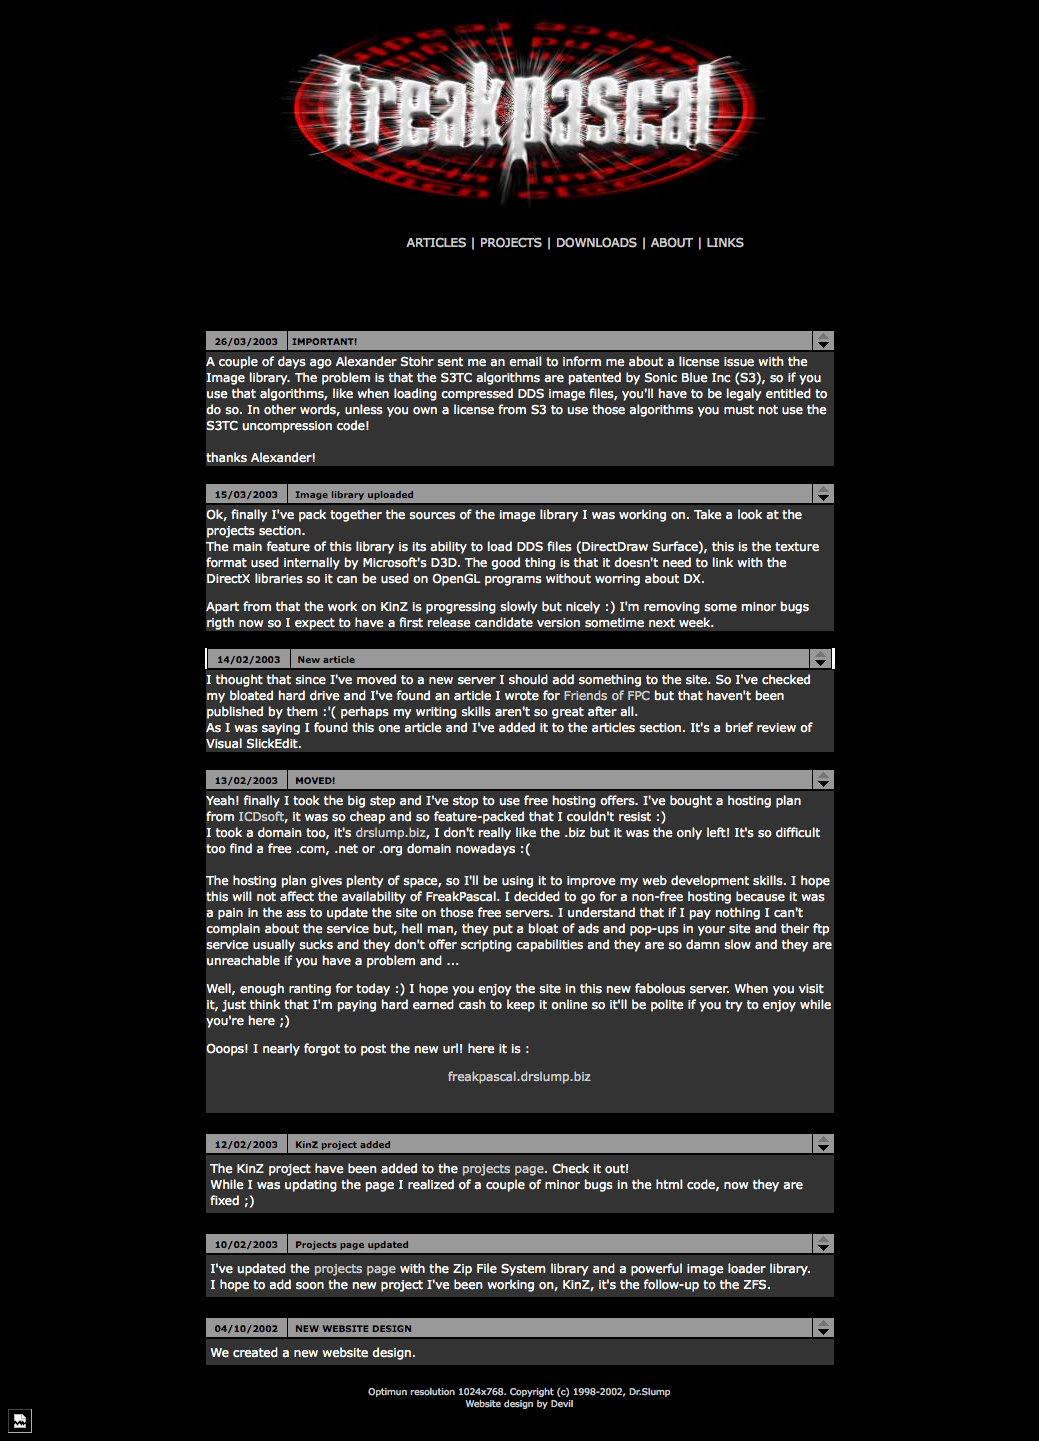 freakpascal
ARTICLES | PROJECTS | DOWNLOADS | ABOUT | LINKS
26/03/2003 IMPORTANT!
A couple of days ago Alexander Stohr sent me an email to inform me about a license issue with the
Image library. The problem is that the S3TC algorithms are patented by Sonic Blue Inc (S3), so if you
use that algorithms, like when loading compressed DDS image files, you'll have to be legaly entitled to
do so. In other words, unless you own a license from S3 to use those algorithms you must not use the
S3TC uncompression code!
thanks Alexander!
15/03/2003 Image library uploaded
Ok, finally I've pack together the sources of the image library I was working on. Take a look at the
projects section.
The main feature of this library is its ability to load DDS files (DirectDraw Surface), this is the texture
format used internally by Microsoft's D3D. The good thing is that it doesn't need to link with the
DirectX libraries so it can be used on OpenGL programs without worring about DX.
Apart from that the work on KinZ is progressing slowly but nicely :) I'm removing some minor bugs
rigth now so I expect to have a first release candidate version sometime next week.
14/02/2003 New article
I thought that since I've moved to a new server I should add something to the site. So I've checked
my bloated hard drive and I've found an article I wrote for Friends of FPC but that haven't been
published by them :'( perhaps my writing skills aren't so great after all.
As I was saying I found this one article and I've added it to the articles section. It's a brief review of
Visual SlickEdit.
13/02/2003 MOVED!
Yeah! finally I took the big step and I've stop to use free hosting offers. I've bought a hosting plan
from ICDsoft, it was so cheap and so feature-packed that I couldn't resist :)
I took a domain too, it's drslump.biz, I don't really like the .biz but it was the only left! It's so difficult
too find a free .com, .net or .org domain nowadays :(
The hosting plan gives plenty of space, so I'll be using it to improve my web development skills. I hope
this will not affect the availability of FreakPascal. I decided to go for a non-free hosting because it was
a pain in the ass to update the site on those free servers. I understand that if I pay nothing I can't
complain about the service but, hell man, they put a bloat of ads and pop-ups in your site and their ftp
service usually sucks and they don't offer scripting capabilities and they are so damn slow and they are
unreachable if you have a problem and ...
Well, enough ranting for today :) I hope you enjoy the site in this new fabolous server. When you visit
it, just think that I'm paying hard earned cash to keep it online so it'll be polite if you try to enjoy while
you're here ;)
Ooops! I nearly forgot to post the new url! here it is :
freakpascal.drslump.biz
12/02/2003 KinZ project added
The KinZ project have been added to the projects page. Check it out!
While I was updating the page I realized of a couple of minor bugs in the html code, now they are
fixed ;)
10/02/2003 Projects page updated
I've updated the projects page with the Zip File System library and a powerful image loader library.
I hope to add soon the new project I've been working on, KinZ, it's the follow-up to the ZFS.
04/10/2002 NEW WEBSITE DESIGN
We created a new website design.
Optimun resolution 1024x768. Copyright (c) 1998-2002, Dr.Slump
Website design by Devil